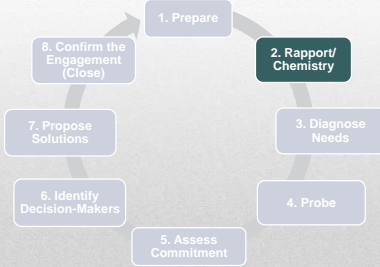 1. Prepare
2. Rapport/
Chemistry
3. Diagnose
Needs
4. Probe
5. Assess
Commitment
6. Identify
Decision-Makers
7. Propose
Solutions
8. Confirm the
Engagement
(Close)